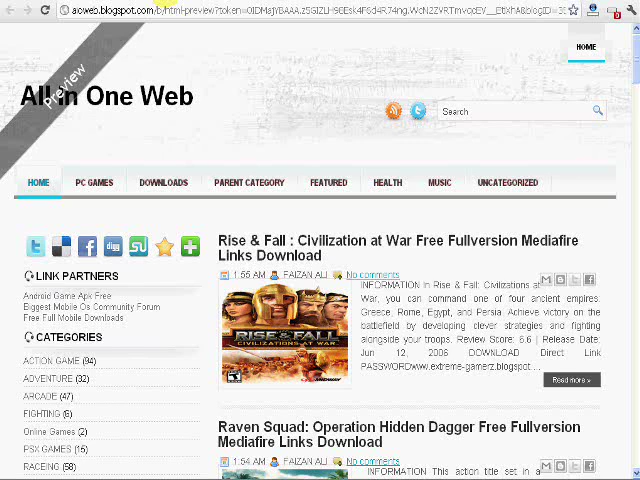 aioweb.blogspot.com/b/html-preview?token=
HOME
Preview
All in One Web
Search
HOME PC GAMES DOWNLOADS PARENT CATEGORY FEATURED HEALTH MUSIC UNCATEGORIZED
Rise & Fall : Civilization at War Free Fullversion Mediafire
Links Download
1:55 AM FAIZAN ALI No comments
RISE & FALL
CIVILIZATIONS AT WAR
MIDWAY
INFORMATION In Rise & Fall: Civilizations at
War, you can command one of four ancient empires:
Greece, Rome, Egypt, and Persia. Achieve victory on the
battlefield by developing clever strategies and fighting
alongside your troops. Review Score: 6.6 | Release Date:
Jun 12, 2006 DOWNLOAD Direct Link
PASSWORDwww.extreme-gamerz.blogspot....
Read more »
LINK PARTNERS
Android Game Apk Free
Biggest Mobile Os Community Forum
Free Full Mobile Downloads
CATEGORIES
ACTION GAME (94)
ADVENTURE (32)
ARCADE (47)
FIGHTING (6)
Online Games (2)
PSX GAMES (15)
RACEING (58)
Raven Squad: Operation Hidden Dagger Free Fullversion
Mediafire Links Download
1:54 AM FAIZAN ALI No comments
INFORMATION This action title set in a